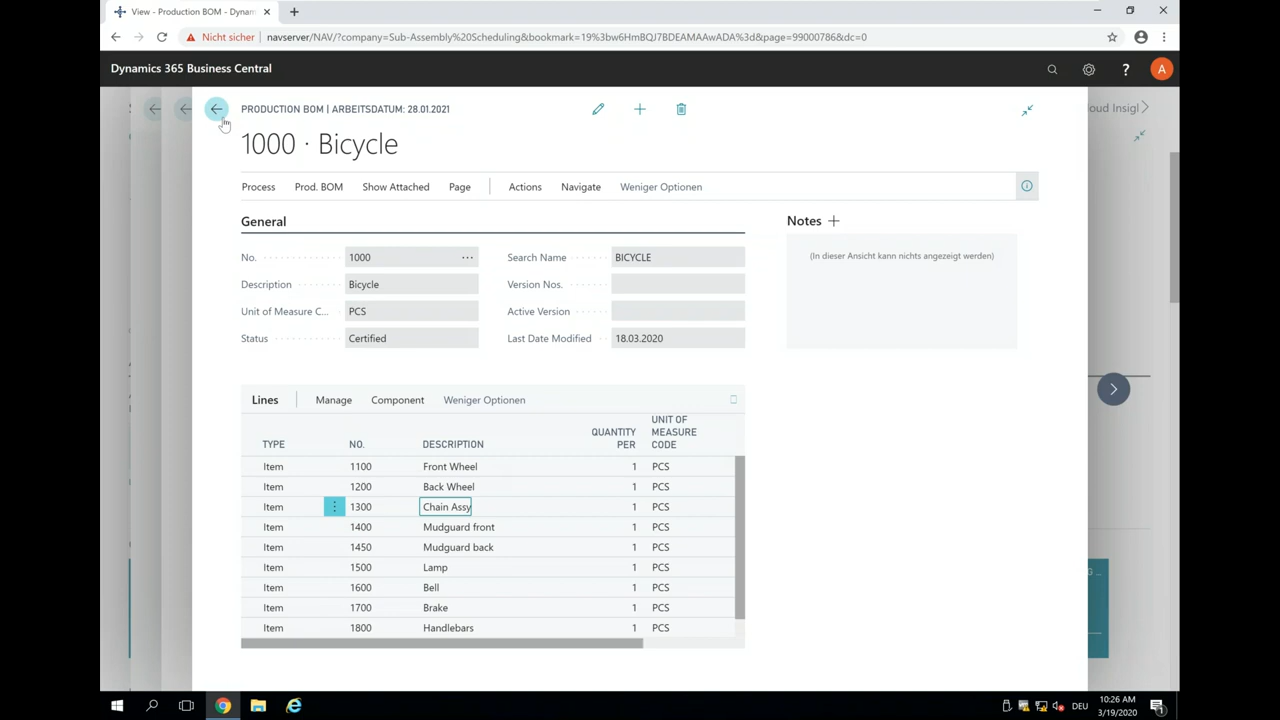 View - Production BOM - Dynam
Nicht sicher
navserver/NAV/?company=Sub-Assembly%20Scheduling&bookmark=19%3bw6HmBQJ7BDEAMAAwADA%3d&page=99000786&dc=0
Dynamics 365 Business Central
?
A
PRODUCTION BOM | ARBEITSDATUM: 28.01.2021
loud Insigl
1000 · Bicycle
Process Prod. BOM Show Attached Page Actions Navigate Weniger Optionen
General
Notes +
No. 1000 ... Search Name BICYCLE
(In dieser Ansicht kann nichts angezeigt werden)
Description Bicycle Version Nos.
Unit of Measure C... PCS Active Version
Status Certified Last Date Modified 18.03.2020
Lines Manage Component Weniger Optionen
TYPE NO. DESCRIPTION QUANTITY PER UNIT OF MEASURE CODE
Item 1100 Front Wheel 1 PCS
Item 1200 Back Wheel 1 PCS
Item 1300 Chain Assy 1 PCS
Item 1400 Mudguard front 1 PCS
Item 1450 Mudguard back 1 PCS
Item 1500 Lamp 1 PCS
Item 1600 Bell 1 PCS
Item 1700 Brake 1 PCS
Item 1800 Handlebars 1 PCS
DEU
10:26 AM
3/19/2020
1